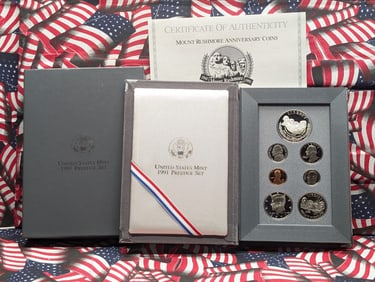 CERTIFICATE OF AUTHENTICITY
MOUNT RUSHMORE ANNIVERSARY COINS
UNITED STATES MINT
1991 PRESTIGE SET
UNITED STATES MINT
1991 PRESTIGE SET